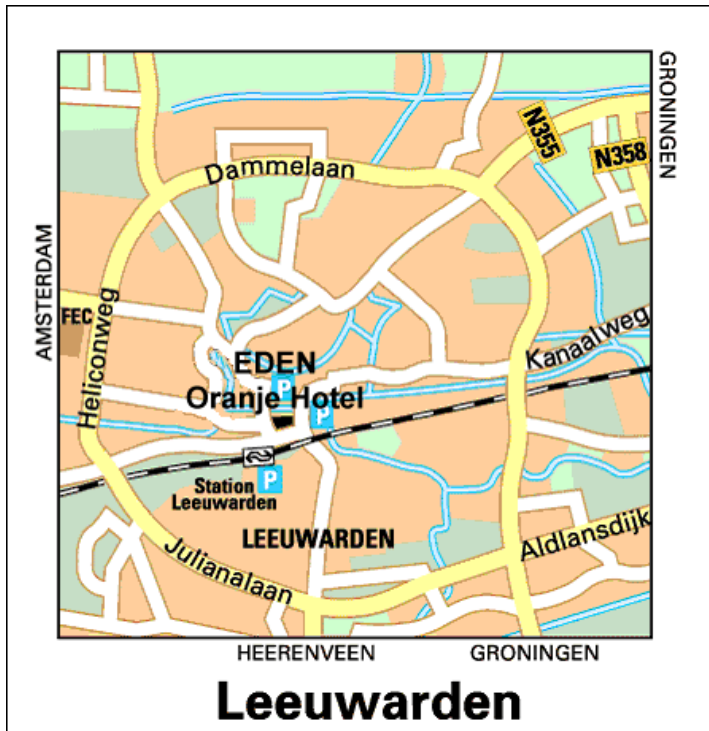 GRONINGEN
N355
N358
Dammelaan
AMSTERDAM
FEC
Heliconweg
Kanaalweg
EDEN
P
Oranje Hotel
P
Station
Leeuwarden
P
LEEUWARDEN
Aldlansdijk
Julianalaan
HEERENVEEN
GRONINGEN
Leeuwarden